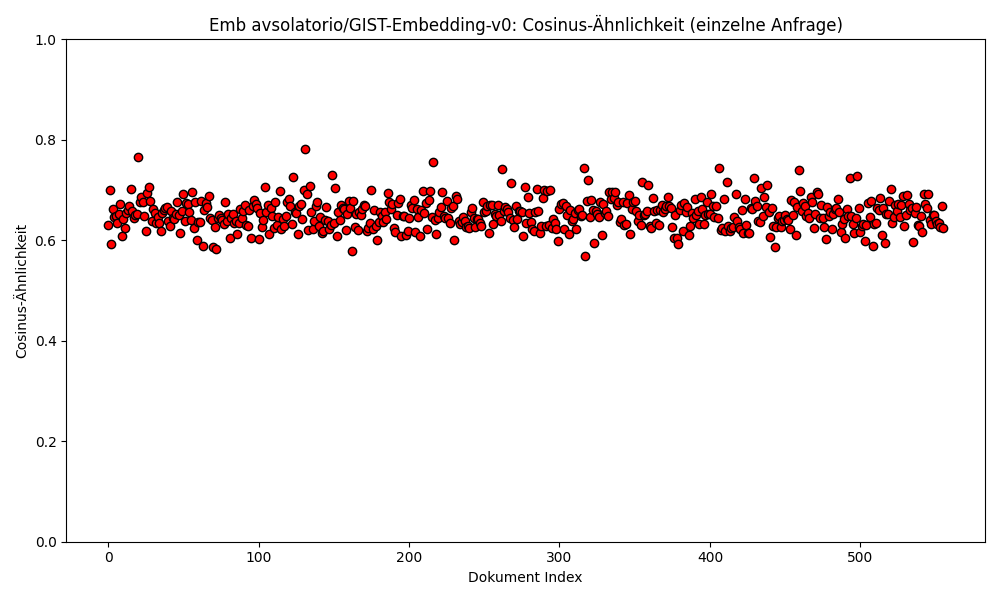 Emb avsolatorio/GIST-Embedding-v0: Cosinus-Ähnlichkeit (einzelne Anfrage)
1.0
0.8
0.6
0.4
0.2
0.0
Cosinus-Ähnlichkeit
0 100 200 300 400 500
Dokument Index